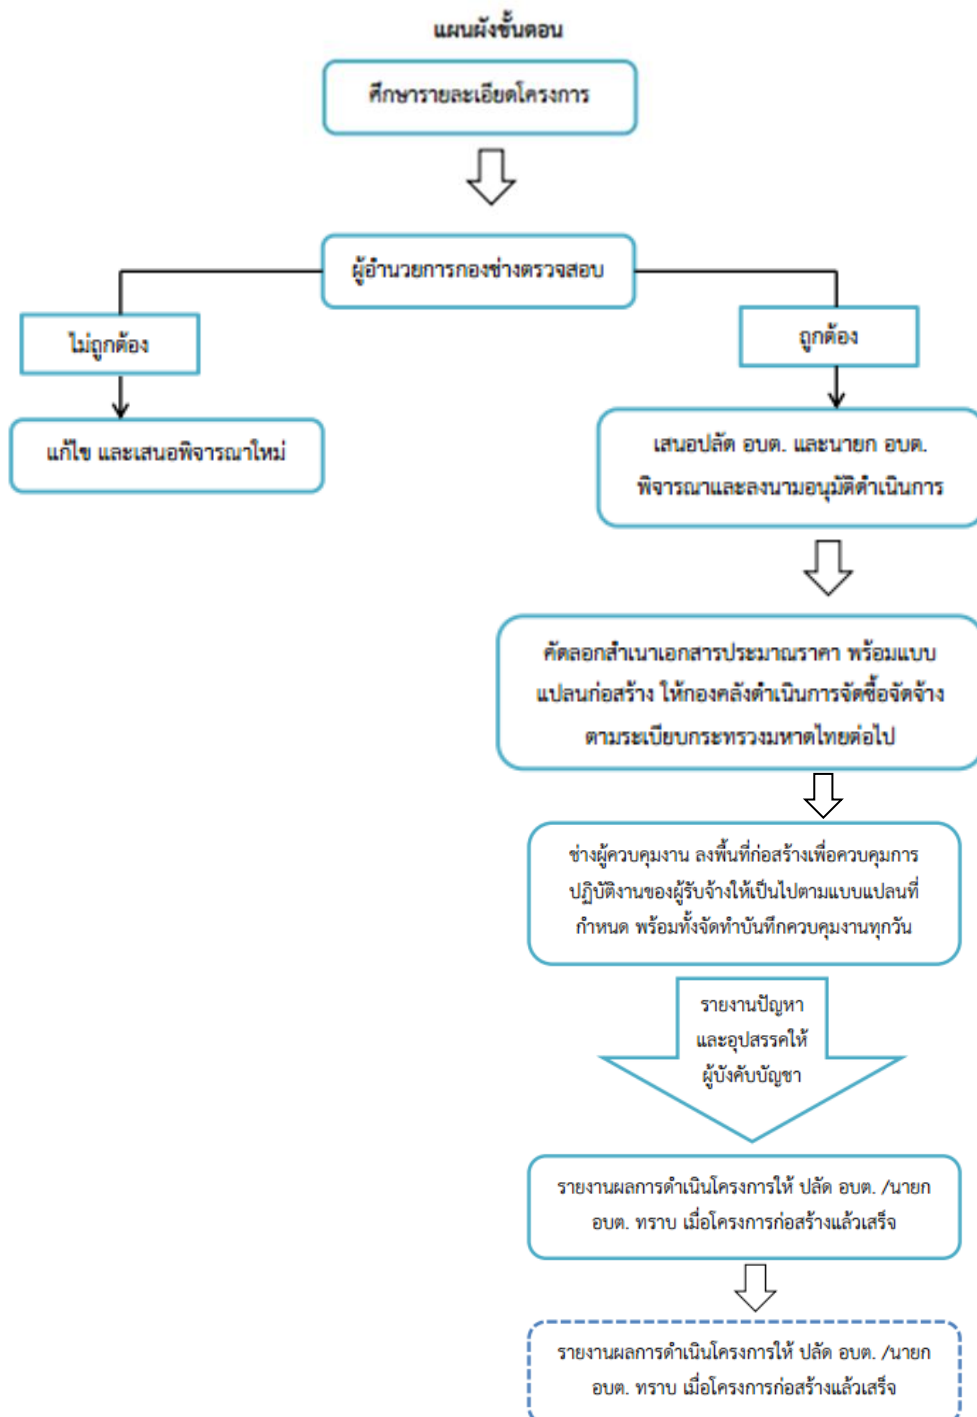 แผนผังขั้นตอน
ศึกษารายละเอียดโครงการ
ผู้อำนวยการกองช่างตรวจสอบ
ไม่ถูกต้อง
ถูกต้อง
แก้ไข และเสนอพิจารณาใหม่
เสนอปลัด อบต. และนายก อบต.
พิจารณาและลงนามอนุมัติดำเนินการ
คัดลอกสำเนาเอกสารประมาณราคา พร้อมแบบ
แปลนก่อสร้าง ให้กองคลังดำเนินการจัดซื้อจัดจ้าง
ตามระเบียบกระทรวงมหาดไทยต่อไป
ช่างผู้ควบคุมงาน ลงพื้นที่ก่อสร้างเพื่อควบคุมการ
ปฏิบัติงานของผู้รับจ้างให้เป็นไปตามแบบแปลนที่
กำหนด พร้อมทั้งจัดทำบันทึกควบคุมงานทุกวัน
รายงานปัญหา
และอุปสรรคให้
ผู้บังคับบัญชา
รายงานผลการดำเนินโครงการให้ ปลัด อบต. /นายก
อบต. ทราบ เมื่อโครงการก่อสร้างแล้วเสร็จ
รายงานผลการดำเนินโครงการให้ ปลัด อบต. /นายก
อบต. ทราบ เมื่อโครงการก่อสร้างแล้วเสร็จ